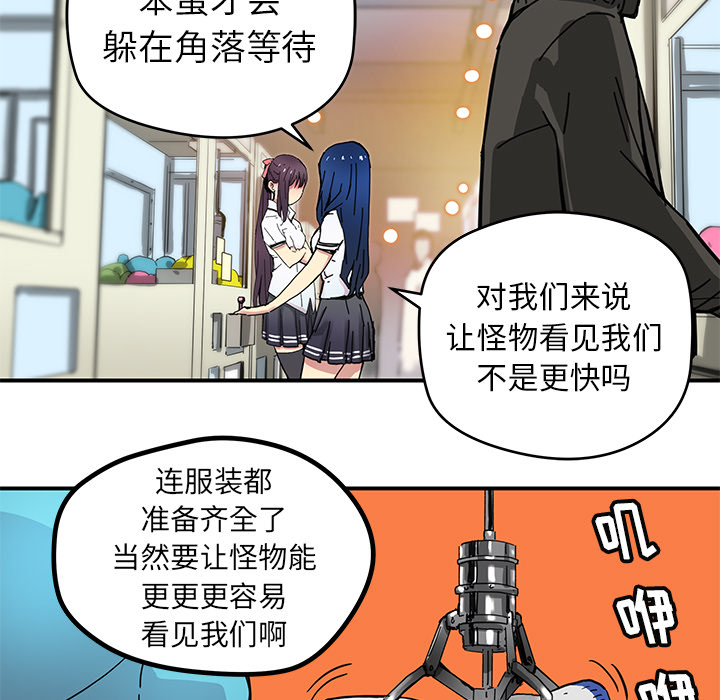 本蛋才会
躲在角落等待
对我们来说
让怪物看见我们
不是更快吗
连服装都
准备齐全了
当然要让怪物能
更更更容易
看见我们啊
叽